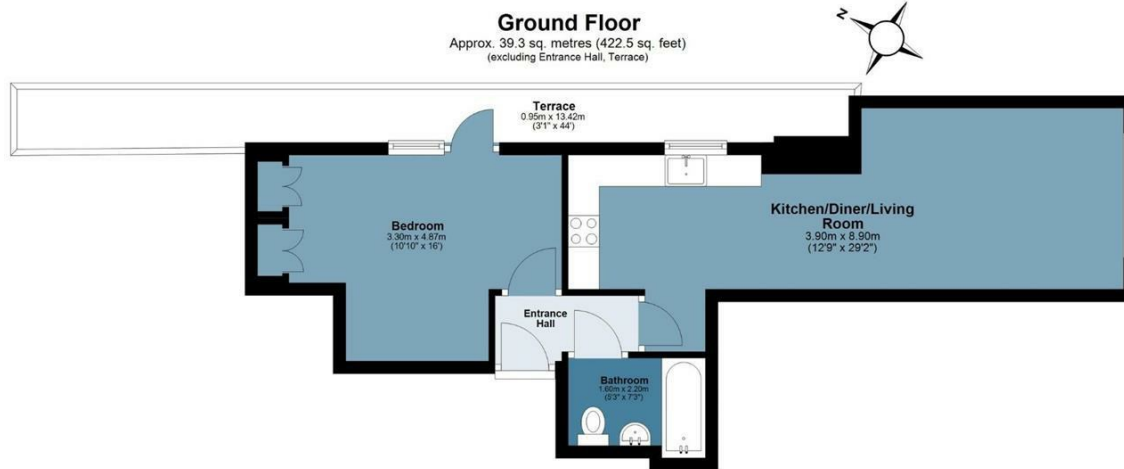 Ground Floor
Approx. 39.3 sq. metres (422.5 sq. feet)
(excluding Entrance Hall, Terrace)
N
Terrace
0.95m x 13.42m
(3'1" x 44')
Bedroom
3.30m x 4.87m
(10'10" x 16')
Kitchen/Diner/Living
Room
3.90m x 8.90m
(12'9" x 29'2")
Entrance
Hall
Bathroom
1.60m x 2.20m
(5'3" x 7'3")